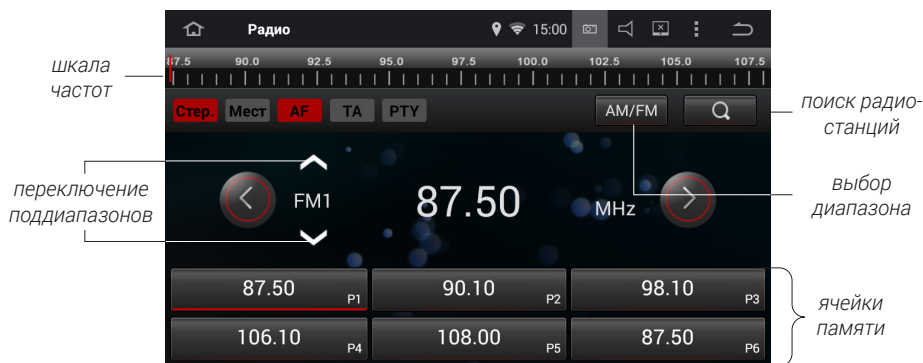 Радио
15:00
87.5 90.0 92.5 95.0 97.5 100.0 102.5 105.0 107.5
шкала
частот
Стер. Мест AF TA PTY
AM/FM
поиск радио-
станций
переключение
поддиапазонов
FM1
87.50
MHz
выбор
диапазона
87.50 P1
90.10 P2
98.10 P3
106.10 P4
108.00 P5
87.50 P6
ячейки
памяти